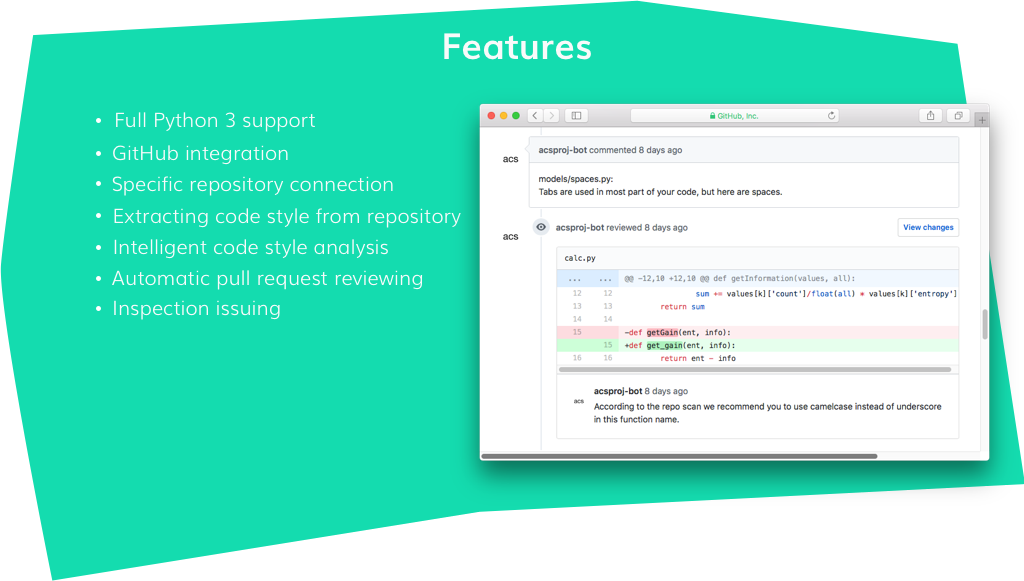 Features
• Full Python 3 support
• GitHub integration
• Specific repository connection
• Extracting code style from repository
• Intelligent code style analysis
• Automatic pull request reviewing
• Inspection issuing
GitHub, Inc.
acs
acsproj-bot commented 8 days ago
models/spaces.py:
Tabs are used in most part of your code, but here are spaces.
acs
acsproj-bot reviewed 8 days ago
View changes
calc.py
... ... @@ -12,10 +12,10 @@ def getInformation(values, all):
12 12 sum += values[k]['count']/float(all) * values[k]['entropy']
13 13 return sum
14 14
15 -def getGain(ent, info):
15 +def get_gain(ent, info):
16 16 return ent - info
acs
acsproj-bot 8 days ago
According to the repo scan we recommend you to use camelcase instead of underscore
in this function name.